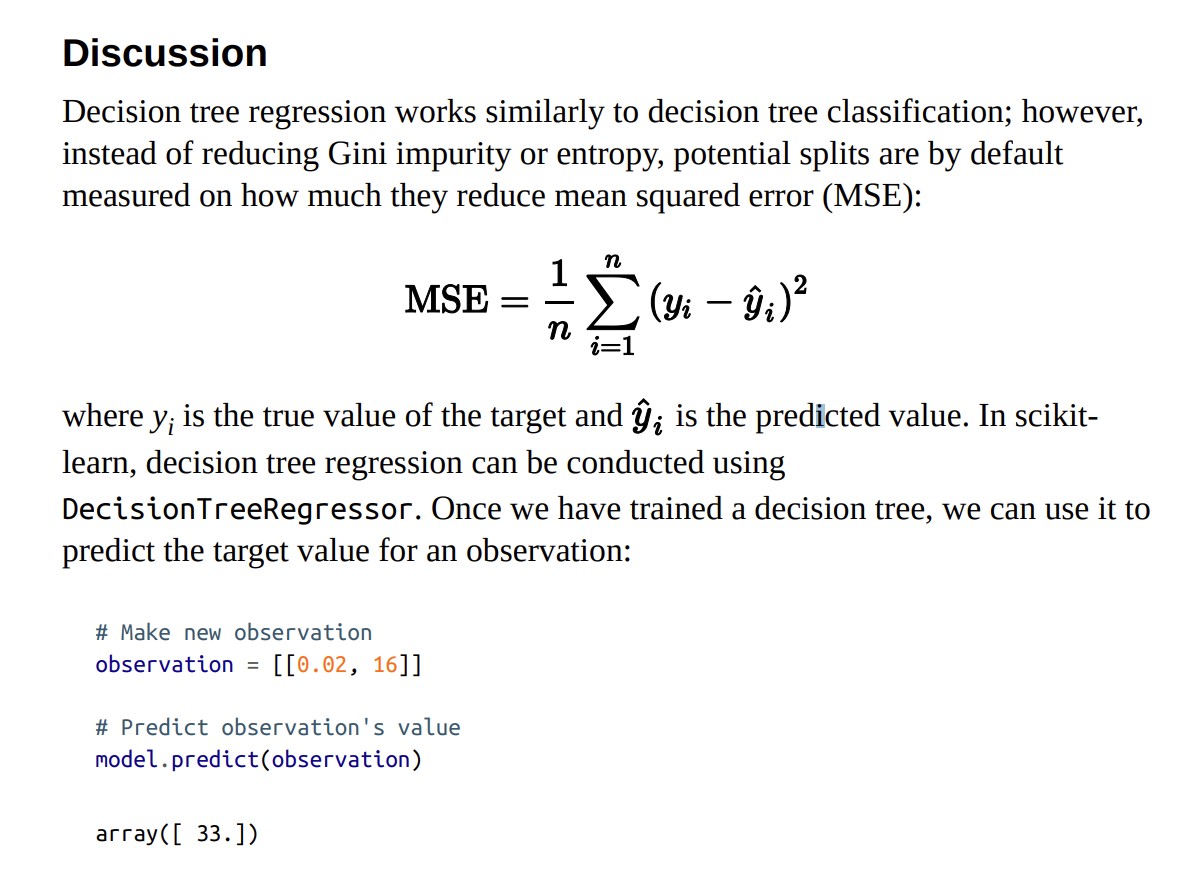 Discussion
Decision tree regression works similarly to decision tree classification; however,
instead of reducing Gini impurity or entropy, potential splits are by default
measured on how much they reduce mean squared error (MSE):
MSE = \frac{1}{n} \sum_{i=1}^{n} (y_i − ŷ_i)^2
where y_i is the true value of the target and ŷ_i is the predicted value. In scikit-
learn, decision tree regression can be conducted using
DecisionTreeRegressor. Once we have trained a decision tree, we can use it to
predict the target value for an observation:
# Make new observation
observation = [[0.02, 16]]
# Predict observation's value
model.predict(observation)
array([ 33.])